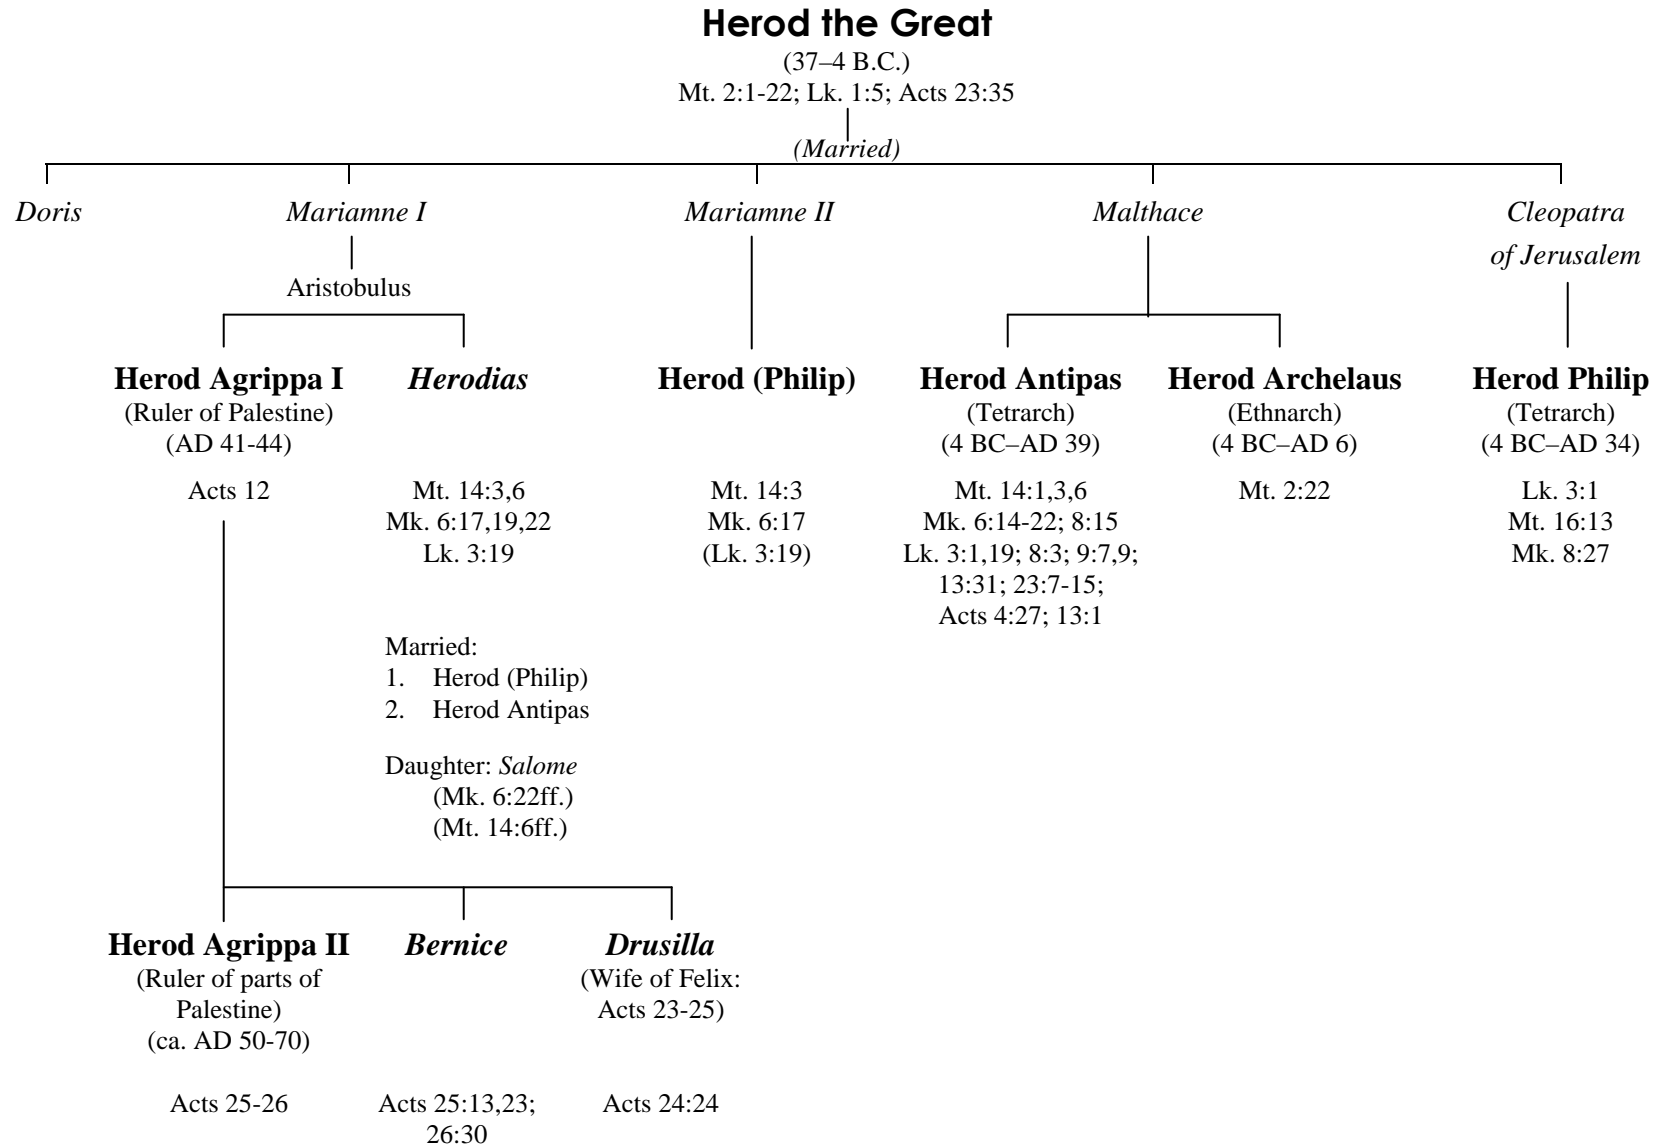 Herod the Great
(37–4 B.C.)
Mt. 2:1-22; Lk. 1:5; Acts 23:35
(Married)
Doris
Mariamne I
Mariamne II
Malthace
Cleopatra
of Jerusalem
Aristobulus
Herod Agrippa I
(Ruler of Palestine)
(AD 41-44)
Acts 12
Herodias
Mt. 14:3,6
Mk. 6:17,19,22
Lk. 3:19
Married:
1. Herod (Philip)
2. Herod Antipas
Daughter: Salome
(Mk. 6:22ff.)
(Mt. 14:6ff.)
Herod (Philip)
Mt. 14:3
Mk. 6:17
(Lk. 3:19)
Herod Antipas
(Tetrarch)
(4 BC–AD 39)
Mt. 14:1,3,6
Mk. 6:14-22; 8:15
Lk. 3:1,19; 8:3; 9:7,9;
13:31; 23:7-15;
Acts 4:27; 13:1
Herod Archelaus
(Ethnarch)
(4 BC–AD 6)
Mt. 2:22
Herod Philip
(Tetrarch)
(4 BC–AD 34)
Lk. 3:1
Mt. 16:13
Mk. 8:27
Herod Agrippa II
(Ruler of parts of
Palestine)
(ca. AD 50-70)
Acts 25-26
Bernice
Acts 25:13,23;
26:30
Drusilla
(Wife of Felix:
Acts 23-25)
Acts 24:24